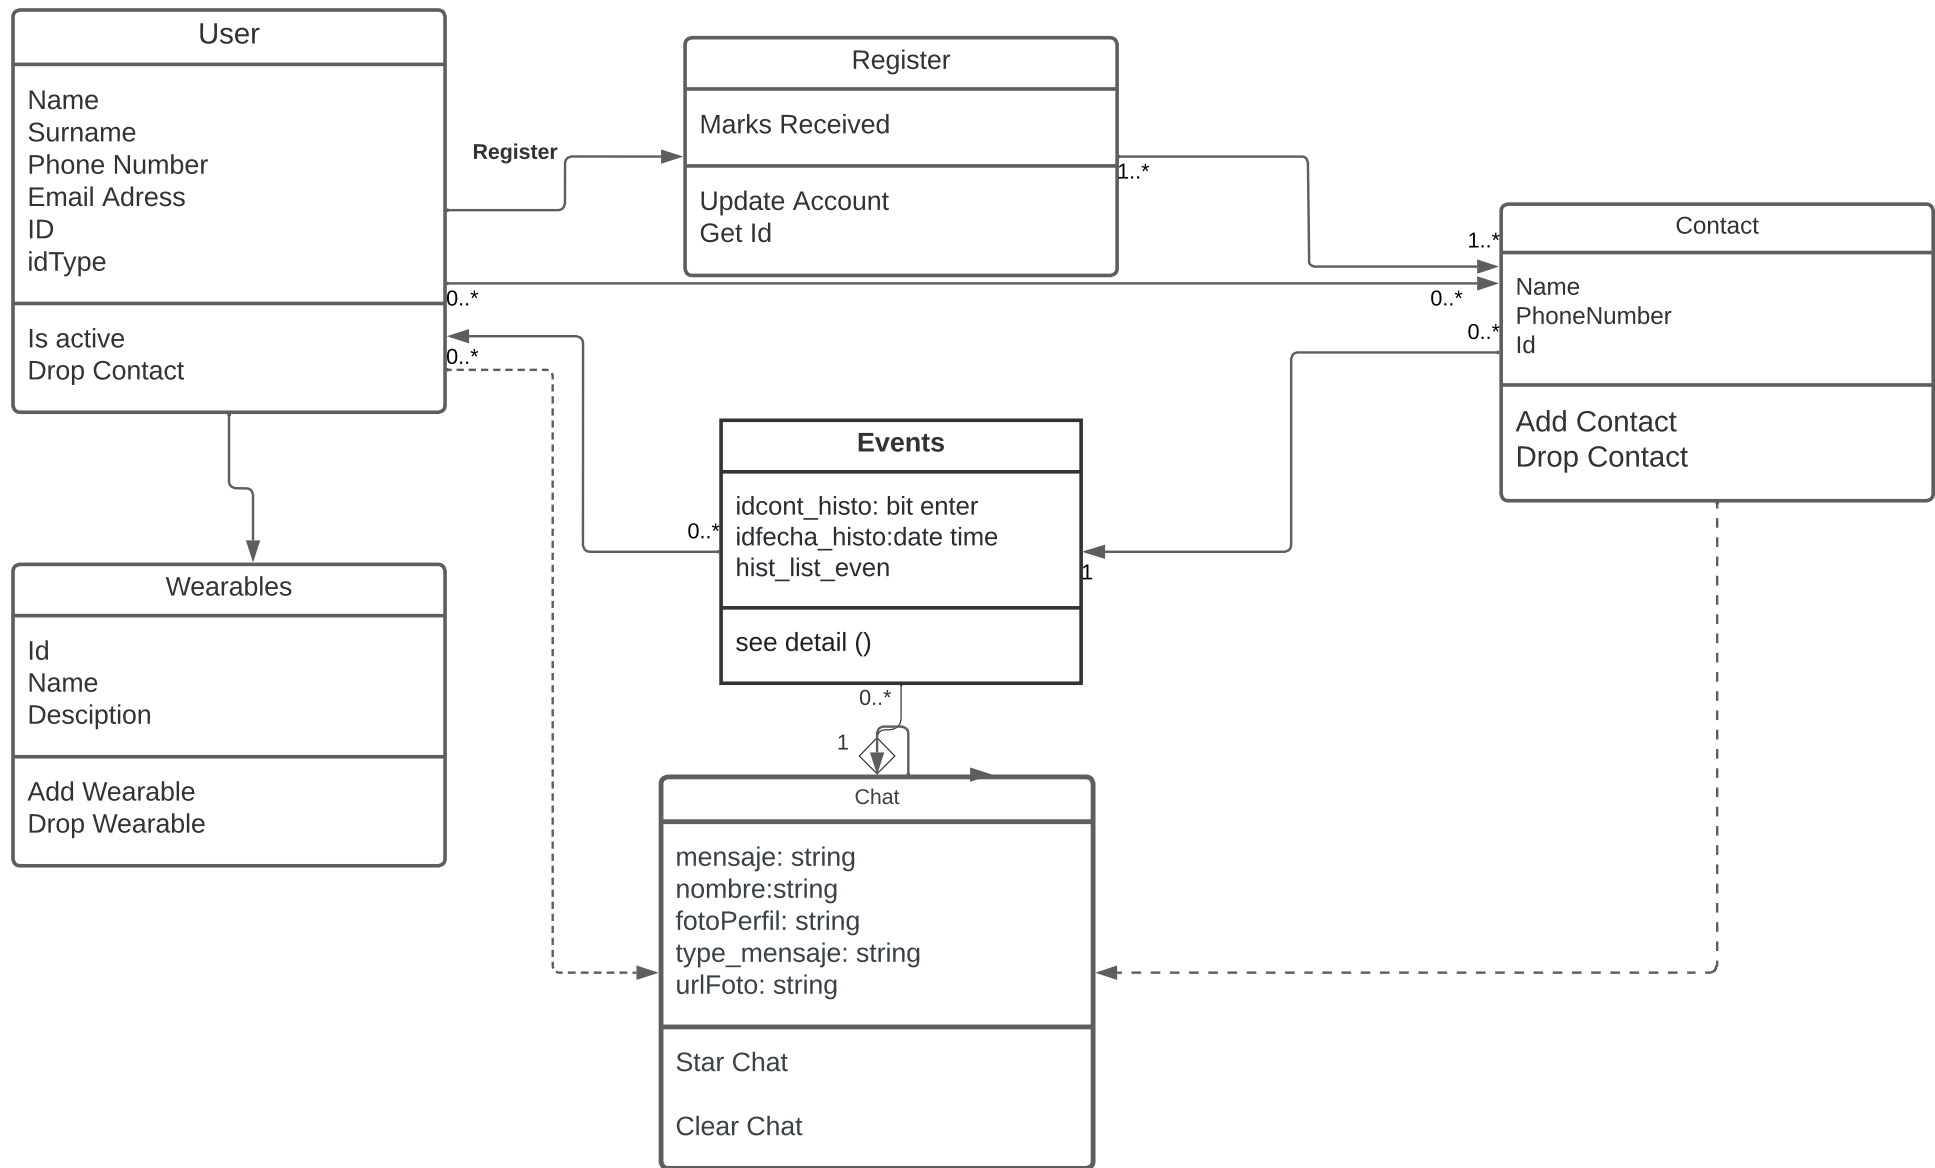 User
Name
Surname
Phone Number
Email Adress
ID
idType
Is active
Drop Contact
Register
Register
Marks Received
Update Account
Get Id
1..*
1..*
0..*
0..*
0..*
0..*
Contact
Name
PhoneNumber
Id
Add Contact
Drop Contact
Events
idcont_histo: bit enter
idfecha_histo:date time
hist_list_even
see detail ()
0..*
1
0..*
1
Wearables
Id
Name
Desciption
Add Wearable
Drop Wearable
Chat
mensaje: string
nombre:string
fotoPerfil: string
type_mensaje: string
urlFoto: string
Star Chat
Clear Chat